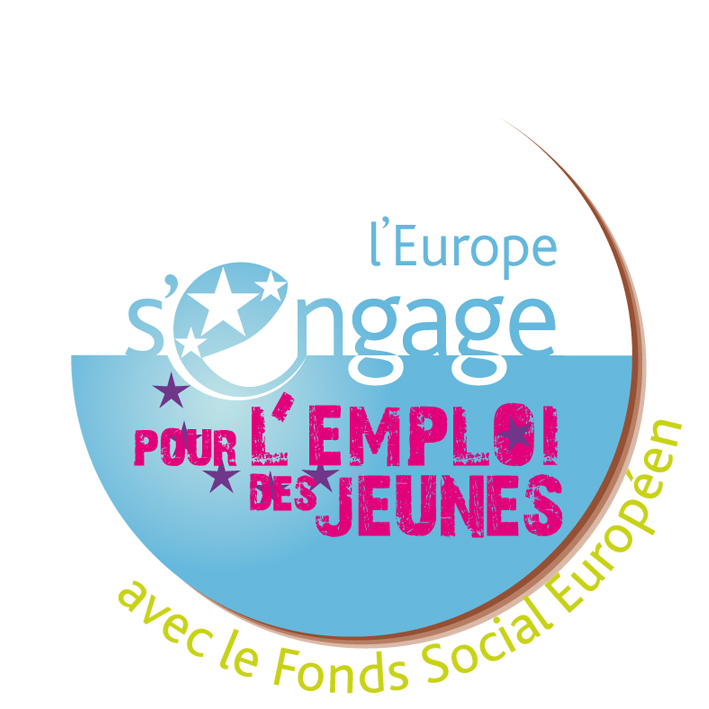 l'Europe
s'engage
POUR L'EMPLOI
DES JEUNES
avec le Fonds Social Européen